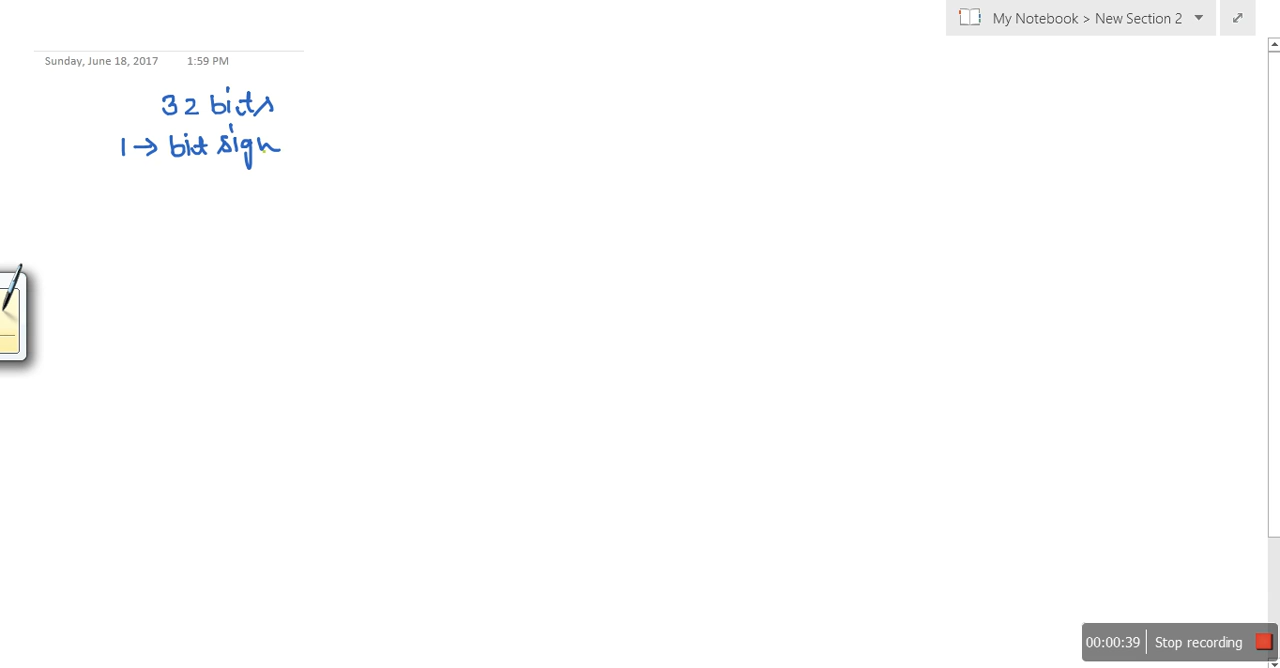 My Notebook > New Section 2
Sunday, June 18, 2017 1:59 PM
32 bits
1 → bit sign
00:00:39 Stop recording